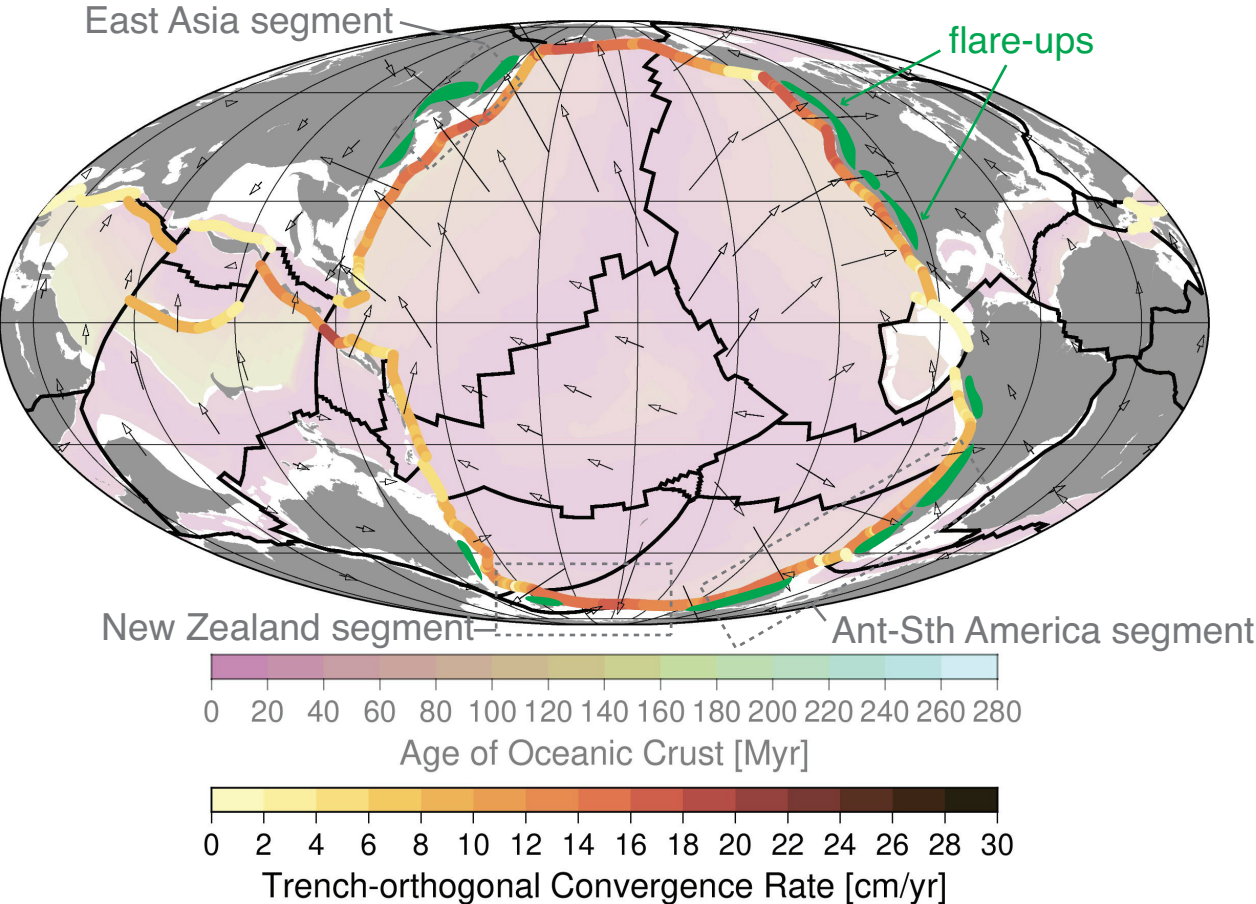 East Asia segment
flare-ups
New Zealand segment
Ant-Sth America segment
0 20 40 60 80 100 120 140 160 180 200 220 240 260 280
Age of Oceanic Crust [Myr]
0 2 4 6 8 10 12 14 16 18 20 22 24 26 28 30
Trench-orthogonal Convergence Rate [cm/yr]